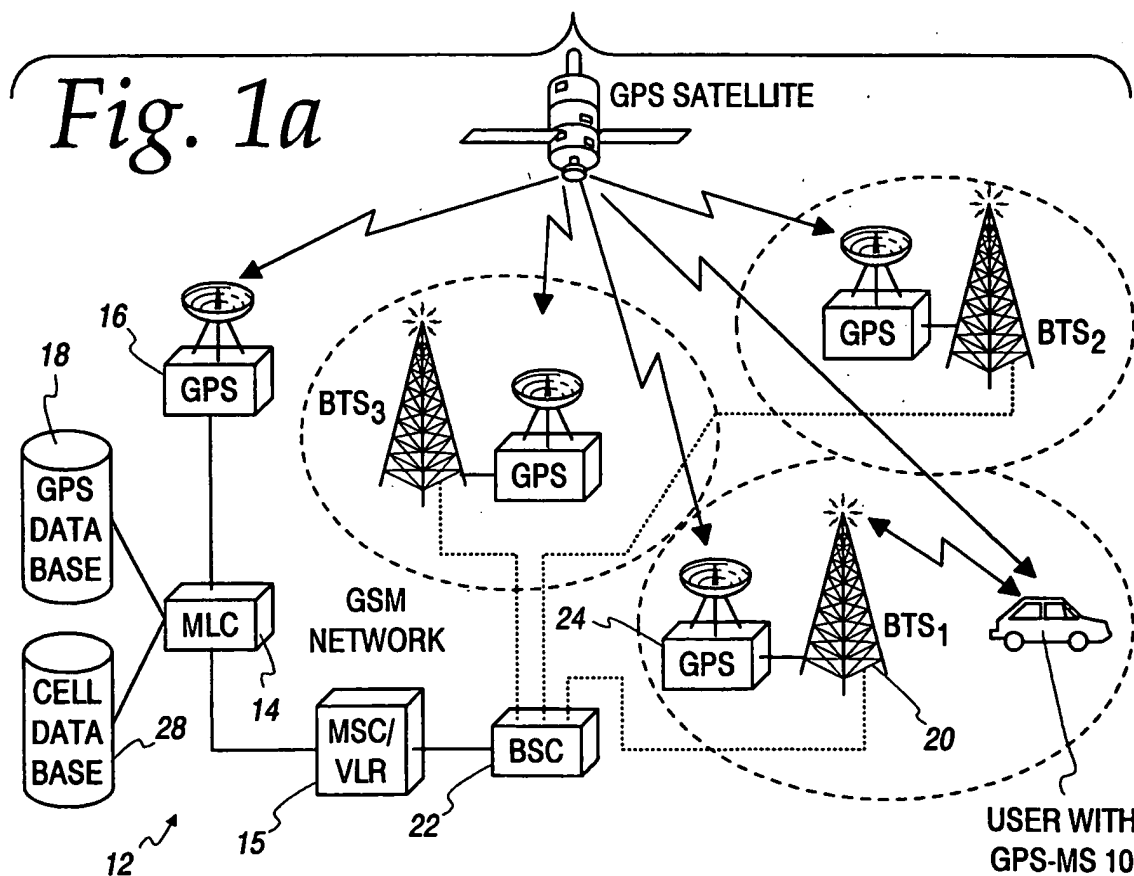 Fig. 1a
GPS SATELLITE
16
GPS
18
GPS
DATA
BASE
BTS3
GPS
GPS
BTS2
MLC
14
GSM
NETWORK
24
GPS
BTS1
20
CELL
DATA
BASE
28
MSC/
VLR
15
BSC
22
12
USER WITH
GPS-MS 10